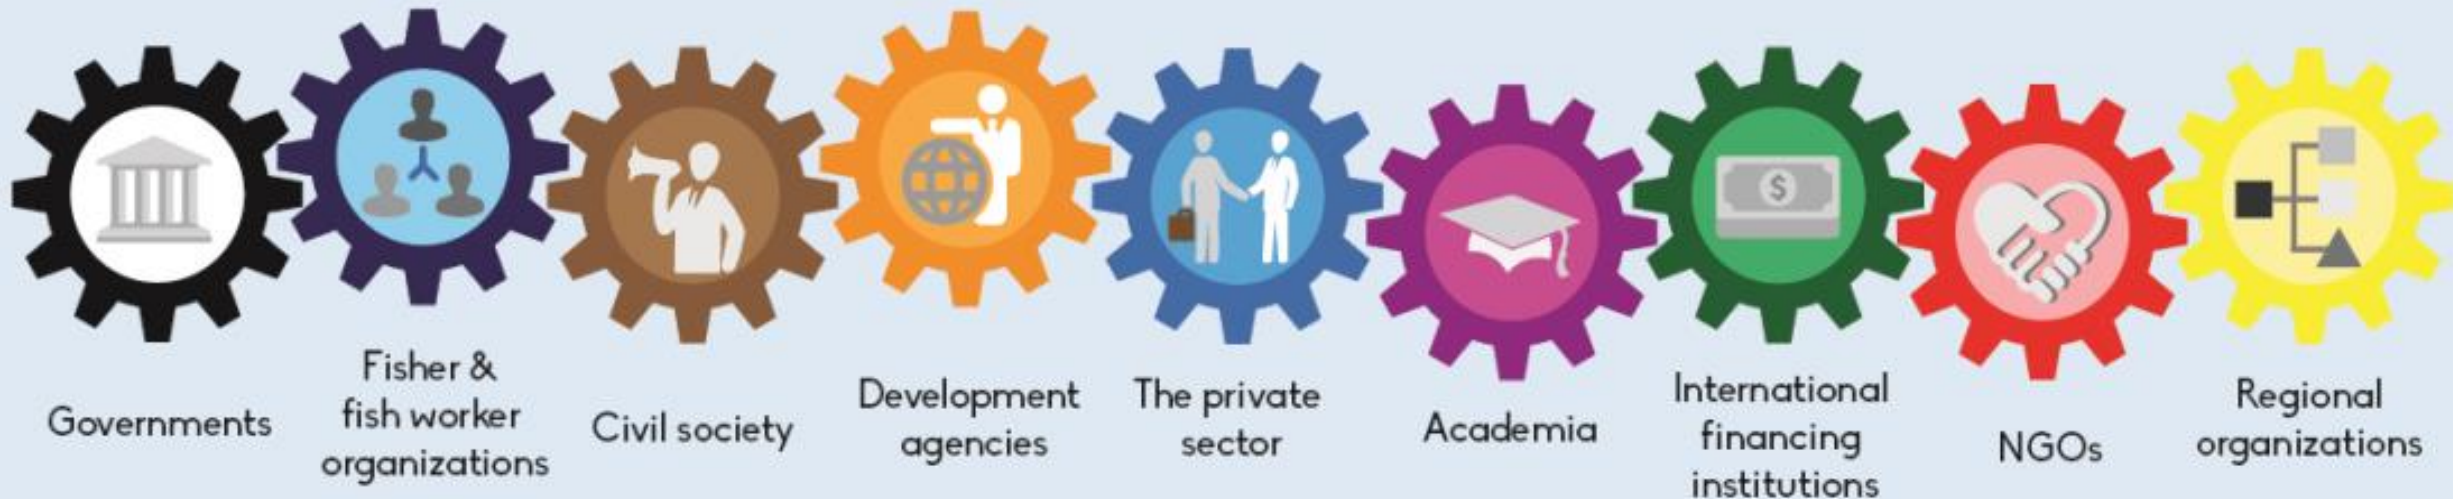 Governments
Fisher &
fish worker
organizations
Civil society
Development
agencies
The private
sector
Academia
International
financing
institutions
NGOs
Regional
organizations
$